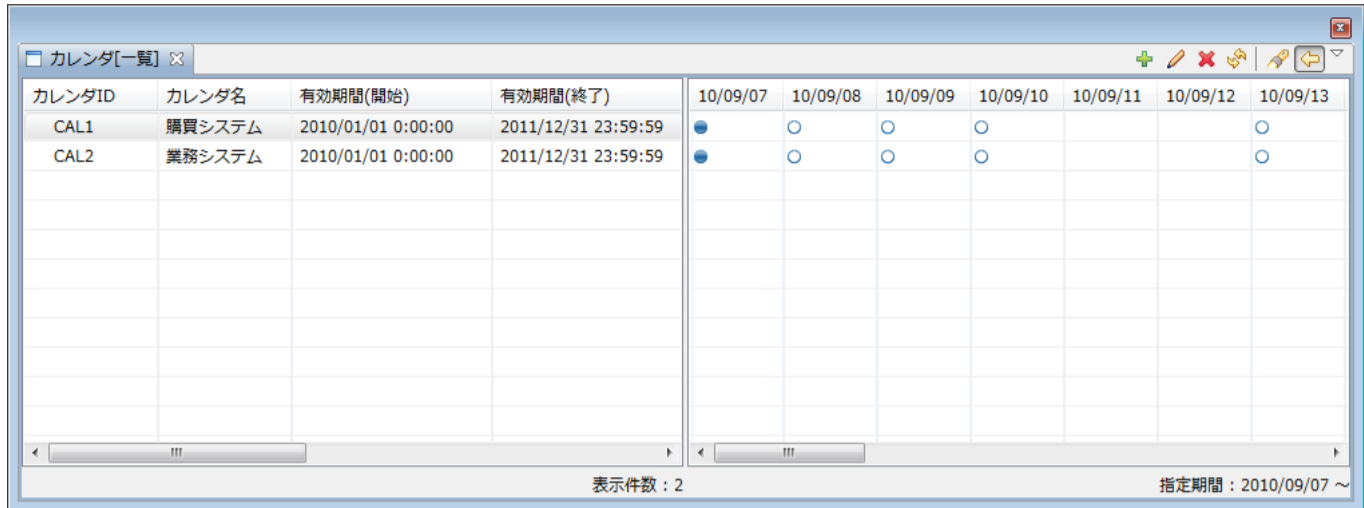 カレンダ[一覧]
カレンダID カレンダ名 有効期間(開始) 有効期間(終了) 10/09/07 10/09/08 10/09/09 10/09/10 10/09/11 10/09/12 10/09/13
CAL1 購買システム 2010/01/01 0:00:00 2011/12/31 23:59:59
CAL2 業務システム 2010/01/01 0:00:00 2011/12/31 23:59:59
表示件数：2 指定期間：2010/09/07 ～